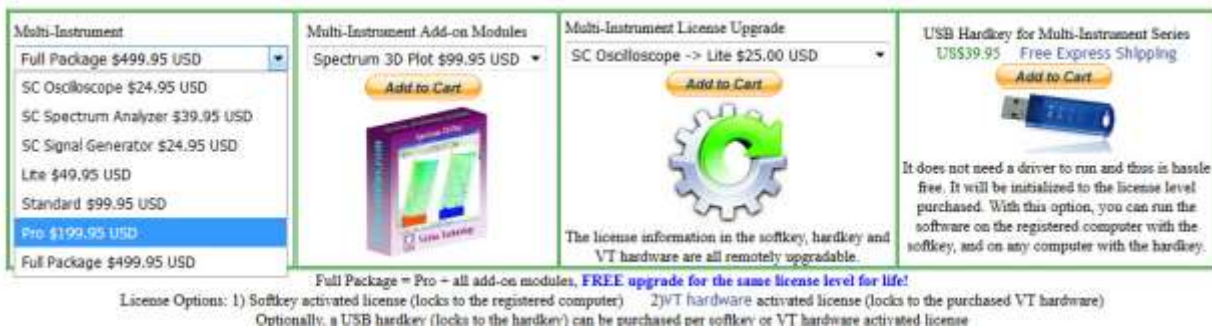 Multi-Instrument
Full Package $499.95 USD
SC Oscilloscope $24.95 USD
SC Spectrum Analyzer $39.95 USD
SC Signal Generator $24.95 USD
Lite $49.95 USD
Standard $99.95 USD
Pro $199.95 USD
Full Package $499.95 USD
Multi-Instrument Add-on Modules
Spectrum 3D Plot $99.95 USD
Add to Cart
Multi-Instrument License Upgrade
SC Oscilloscope -> Lite $25.00 USD
Add to Cart
The license information in the softkey, hardkey and
VT hardware are all remotely upgradable.
USB Hardkey for Multi-Instrument Series
US$39.95 Free Express Shipping
Add to Cart
It does not need a driver to run and thus is hassle
free. It will be initialized to the license level
purchased. With this option, you can run the
software on the registered computer with the
softkey, and on any computer with the hardkey.
Full Package = Pro + all add-on modules, FREE upgrade for the same license level for life!
License Options: 1) Softkey activated license (locks to the registered computer) 2)VT hardware activated license (locks to the purchased VT hardware)
Optionally, a USB hardkey (locks to the hardkey) can be purchased per softkey or VT hardware activated license